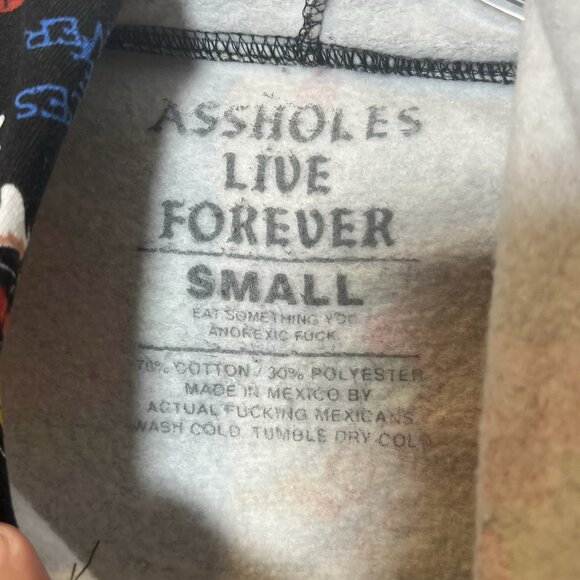 ASSHOLES
LIVE
FOREVER
SMALL
EAT SOMETHING YOU
ANOREXIC FUCK.
70% COTTON / 30% POLYESTER
MADE IN MEXICO BY
ACTUAL FUCKING MEXICANS
WASH COLD. TUMBLE DRY COLD